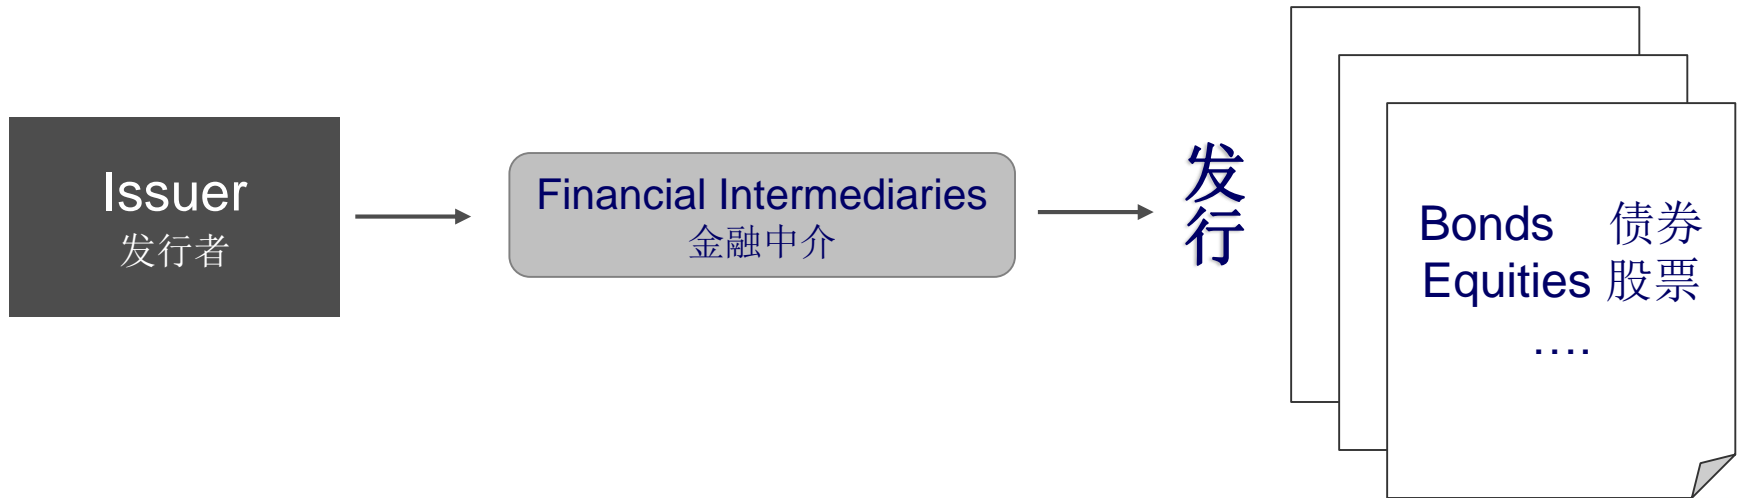 Issuer
发行者
Financial Intermediaries
金融中介
发行
Bonds 债券
Equities 股票
....